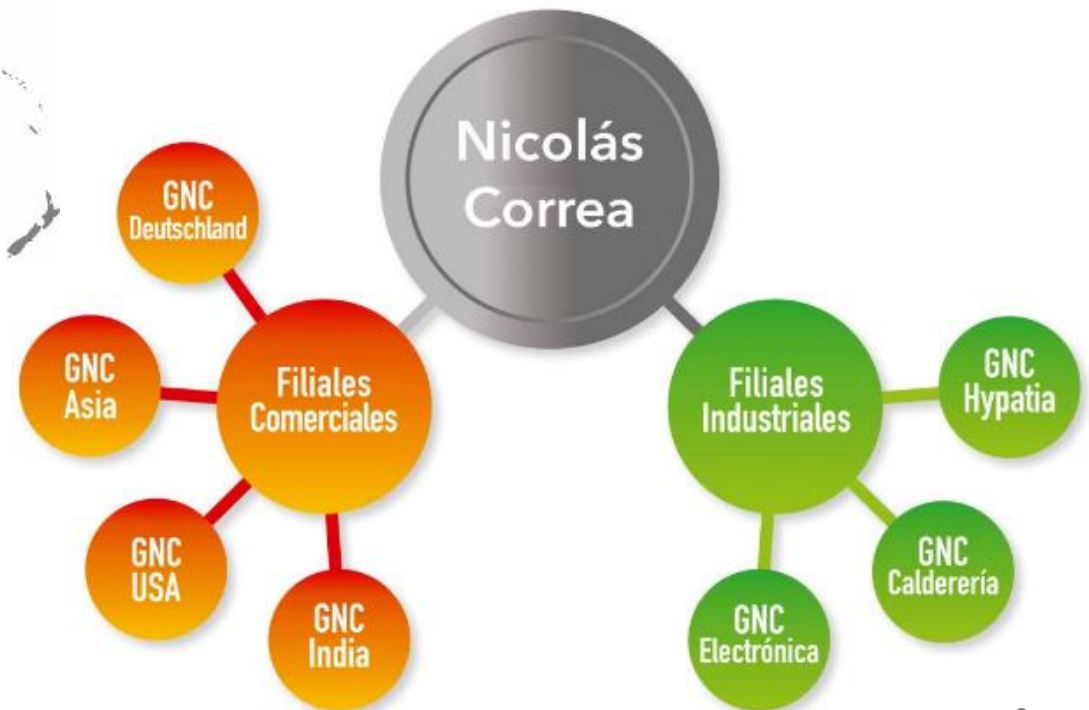 Nicolás
Correa
GNC
Deutschland
GNC
Asia
GNC
USA
GNC
India
Filiales
Comerciales
Filiales
Industriales
GNC
Hypatia
GNC
Calderería
GNC
Electrónica